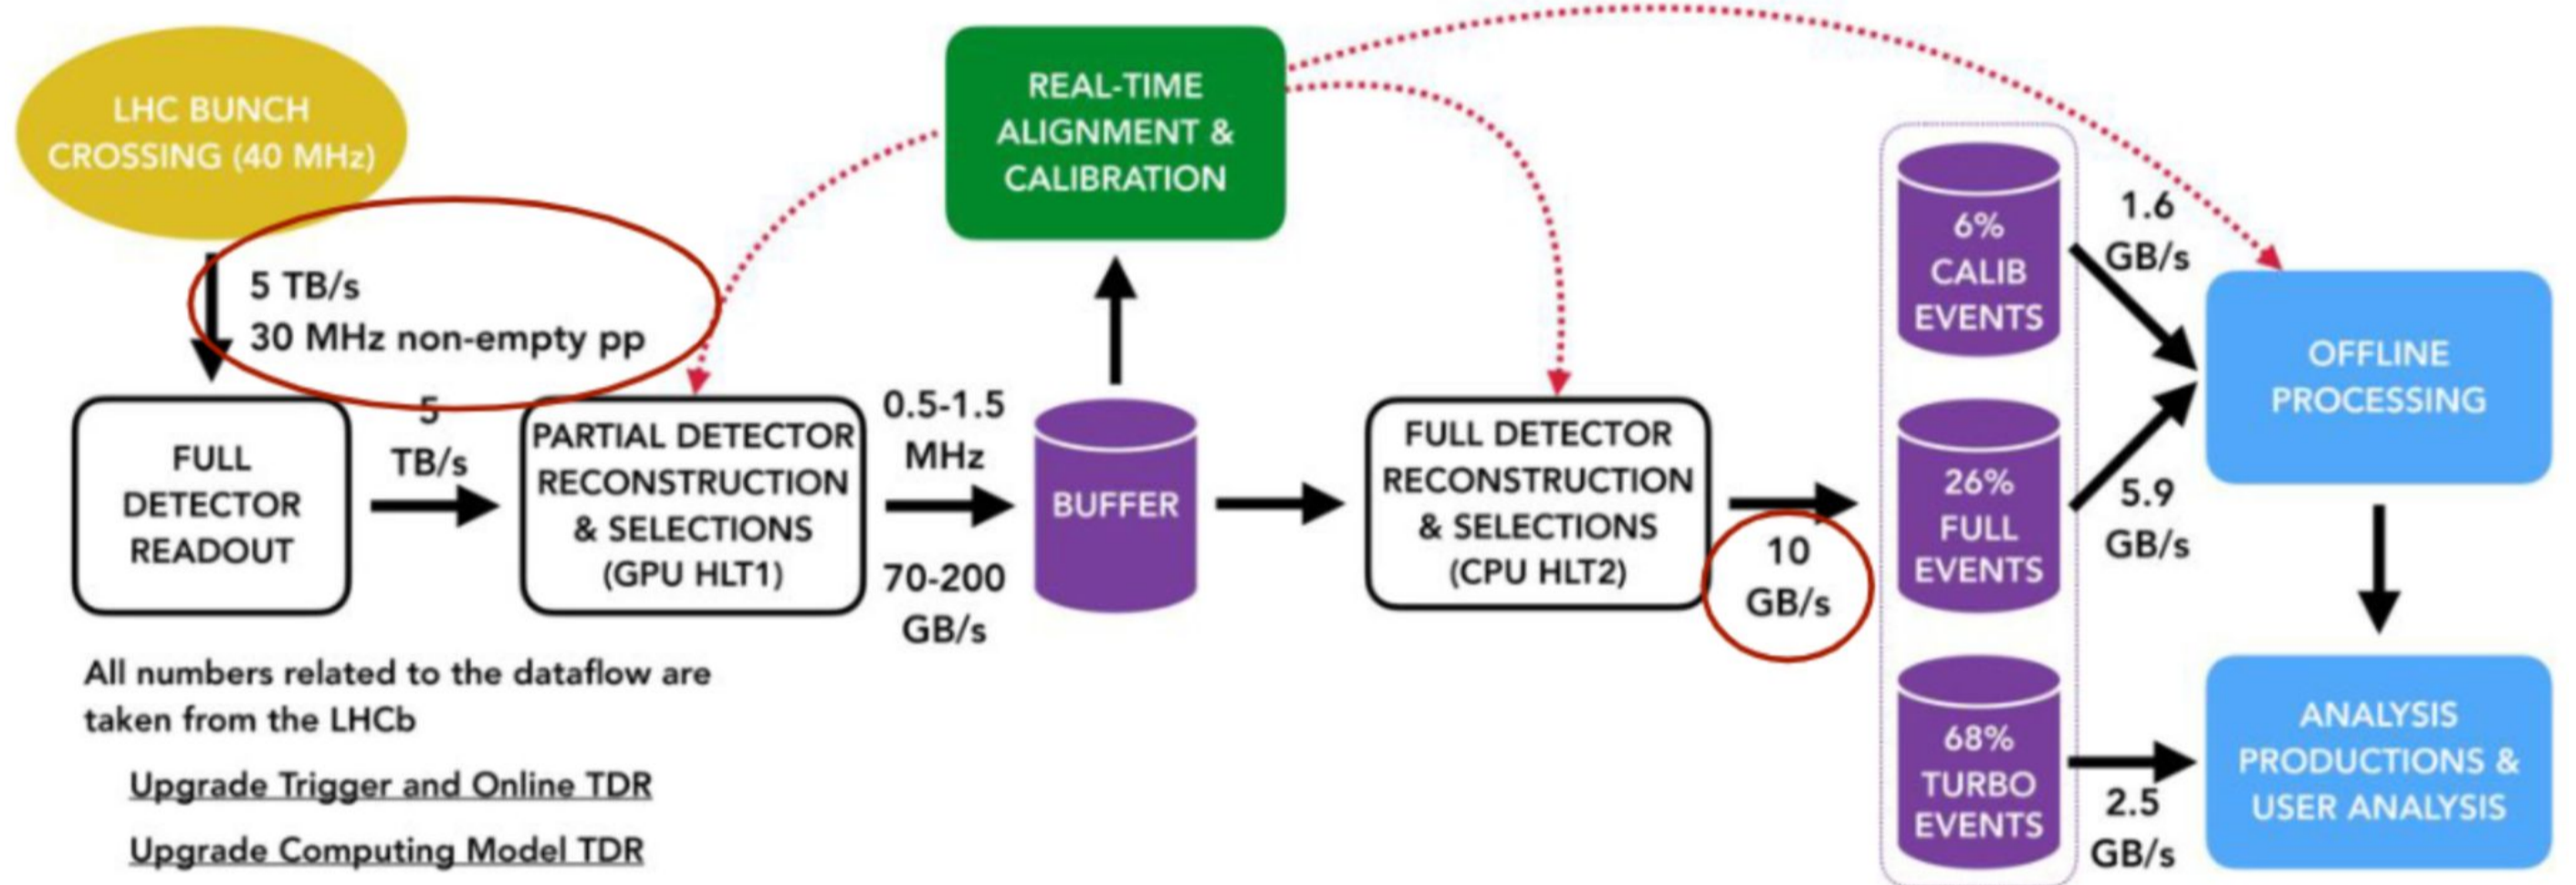 LHC BUNCH
CROSSING (40 MHz)
5 TB/s
30 MHz non-empty pp
FULL
DETECTOR
READOUT
5
TB/s
PARTIAL DETECTOR
RECONSTRUCTION
& SELECTIONS
(GPU HLT1)
0.5-1.5
MHz
70-200
GB/s
REAL-TIME
ALIGNMENT &
CALIBRATION
BUFFER
FULL DETECTOR
RECONSTRUCTION
& SELECTIONS
(CPU HLT2)
10
GB/s
6%
CALIB
EVENTS
26%
FULL
EVENTS
68%
TURBO
EVENTS
1.6
GB/s
5.9
GB/s
2.5
GB/s
OFFLINE
PROCESSING
ANALYSIS
PRODUCTIONS &
USER ANALYSIS
All numbers related to the dataflow are
taken from the LHCb
Upgrade Trigger and Online TDR
Upgrade Computing Model TDR